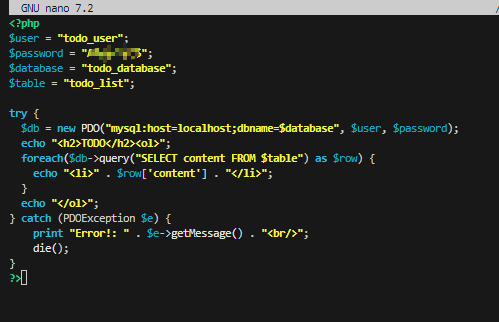 GNU nano 7.2
<?php
$user = "todo_user";
$password = "";
$database = "todo_database";
$table = "todo_list";
try {
  $db = new PDO("mysql:host=localhost;dbname=$database", $user, $password);
  echo "<h2>TODO</h2><ol>";
  foreach($db->query("SELECT content FROM $table") as $row) {
    echo "<li>" . $row['content'] . "</li>";
  }
  echo "</ol>";
} catch (PDOException $e) {
    print "Error!: " . $e->getMessage() . "<br/>";
    die();
}
?>